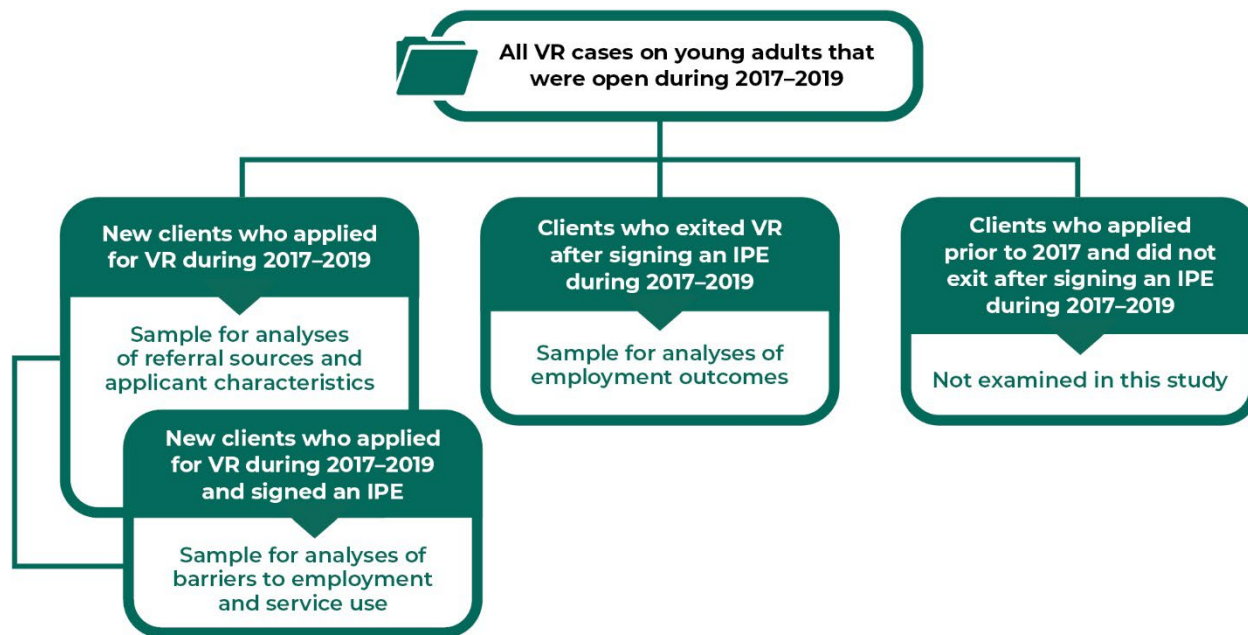 All VR cases on young adults that
were open during 2017–2019
New clients who applied
for VR during 2017–2019
Sample for analyses
of referral sources and
applicant characteristics
New clients who applied
for VR during 2017–2019
and signed an IPE
Sample for analyses of
barriers to employment
and service use
Clients who exited VR
after signing an IPE
during 2017–2019
Sample for analyses of
employment outcomes
Clients who applied
prior to 2017 and did not
exit after signing an IPE
during 2017–2019
Not examined in this study